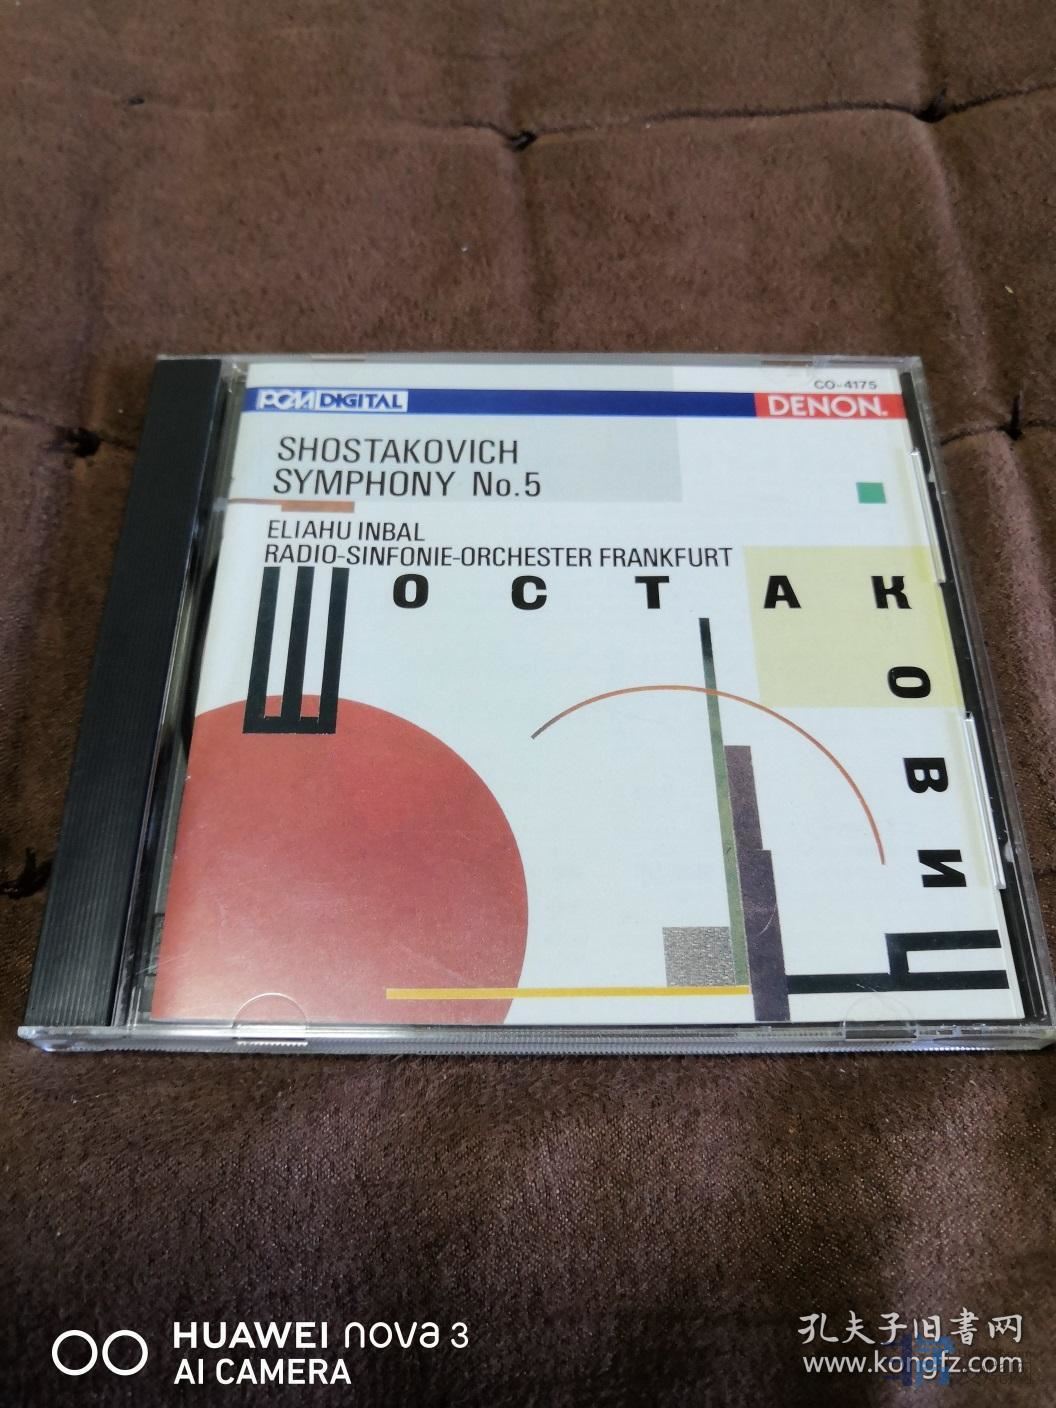 CO-4175
PCM DIGITAL
DENON
SHOSTAKOVICH
SYMPHONY No.5
ELIAHU INBAL
RADIO-SINFONIE-ORCHESTER FRANKFURT
ШОСТАКОВИЧ
HUAWEI nova 3
AI CAMERA
孔夫子旧书网
www.kongfz.com